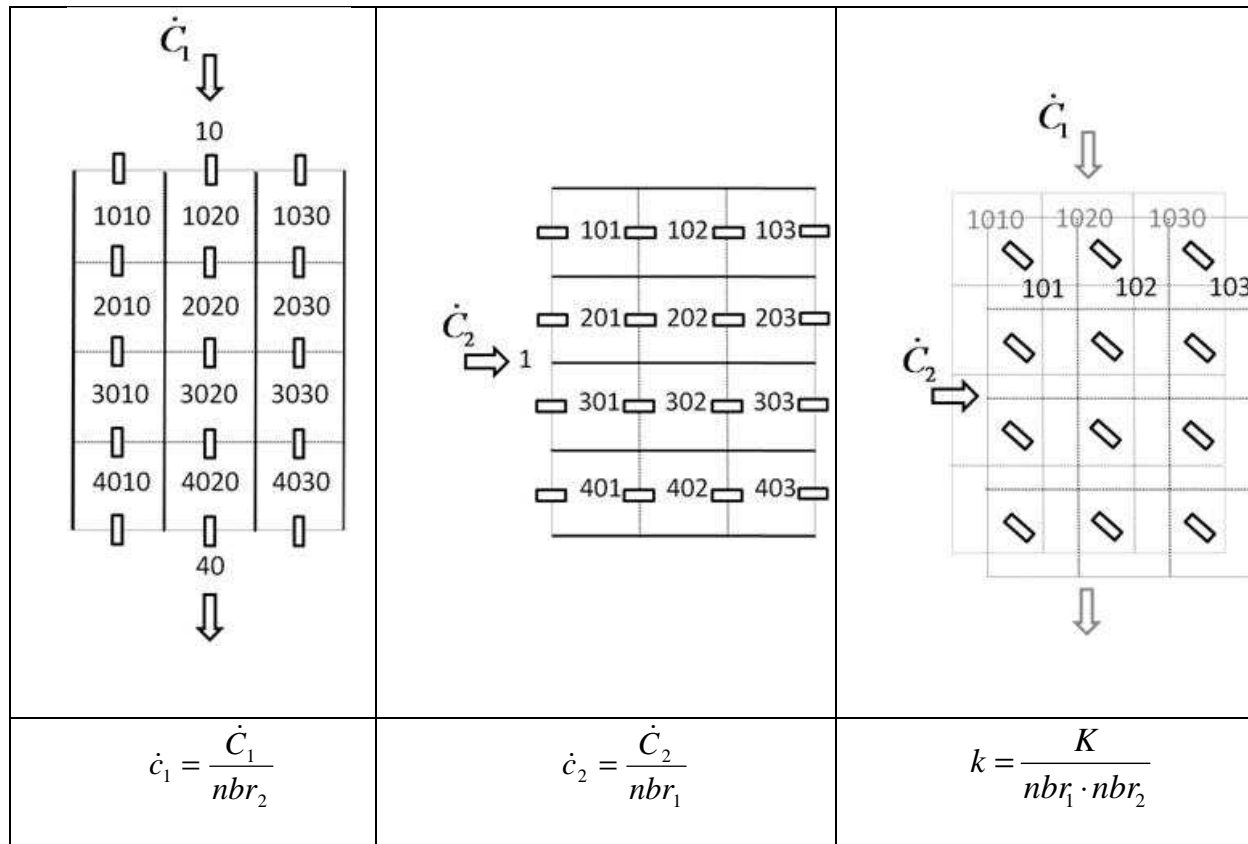 Ċ₁
10
1010 1020 1030
2010 2020 2030
3010 3020 3030
4010 4020 4030
40
101 102 103
201 202 203
Ċ₂
1
301 302 303
401 402 403
Ċ₁
1010 1020 1030
101 102 103
Ċ₂
ċ₁ = Ċ₁ / nbr₂
ċ₂ = Ċ₂ / nbr₁
k = K / nbr₁ · nbr₂